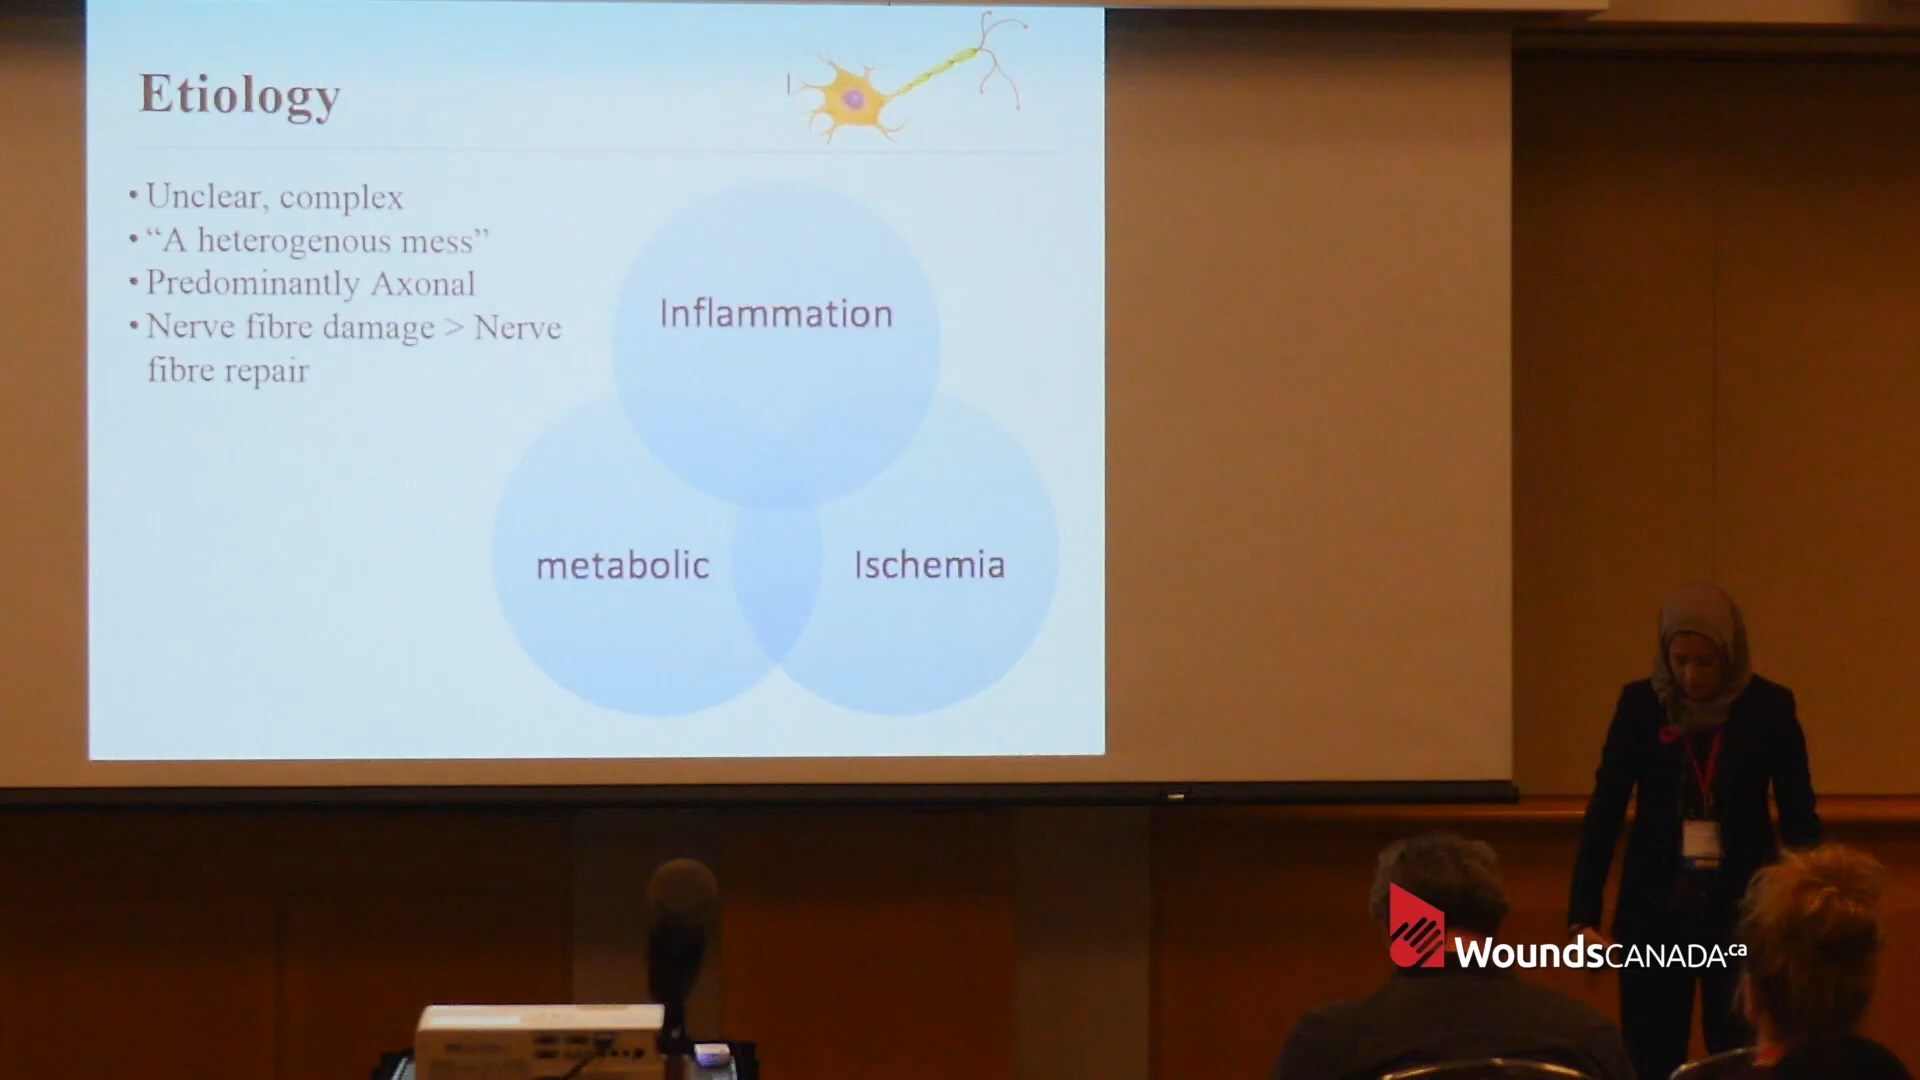 Etiology
• Unclear, complex
• “A heterogenous mess”
• Predominantly Axonal
• Nerve fibre damage > Nerve
fibre repair
Inflammation
metabolic
Ischemia
WoundsCANADA.ca